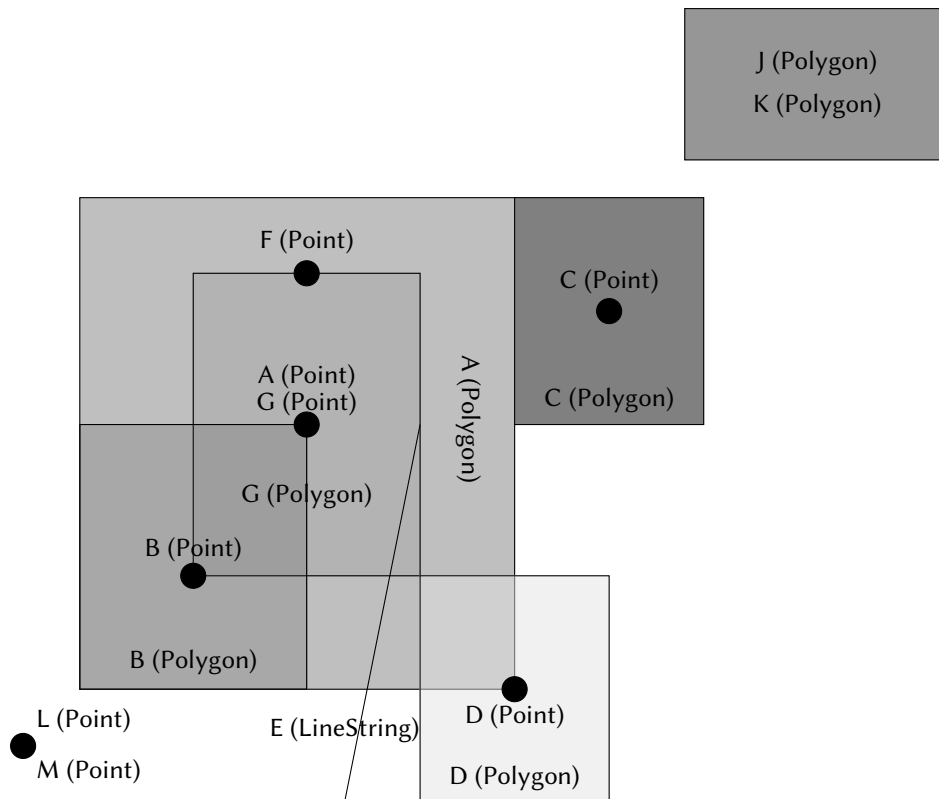 J (Polygon)
K (Polygon)
F (Point)
C (Point)
A (Point)
G (Point)
A (Polygon)
C (Polygon)
G (Polygon)
B (Point)
B (Polygon)
L (Point)
E (LineString)
D (Point)
M (Point)
D (Polygon)